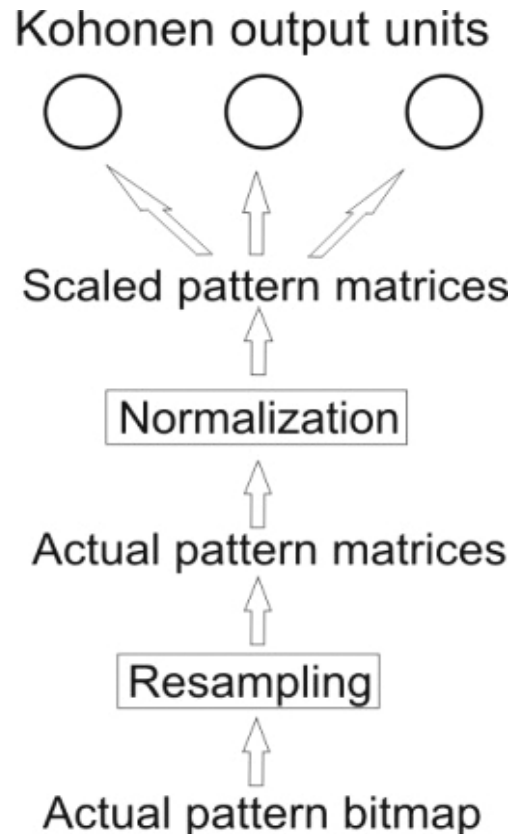 Kohonen output units
Scaled pattern matrices
Normalization
Actual pattern matrices
Resampling
Actual pattern bitmap